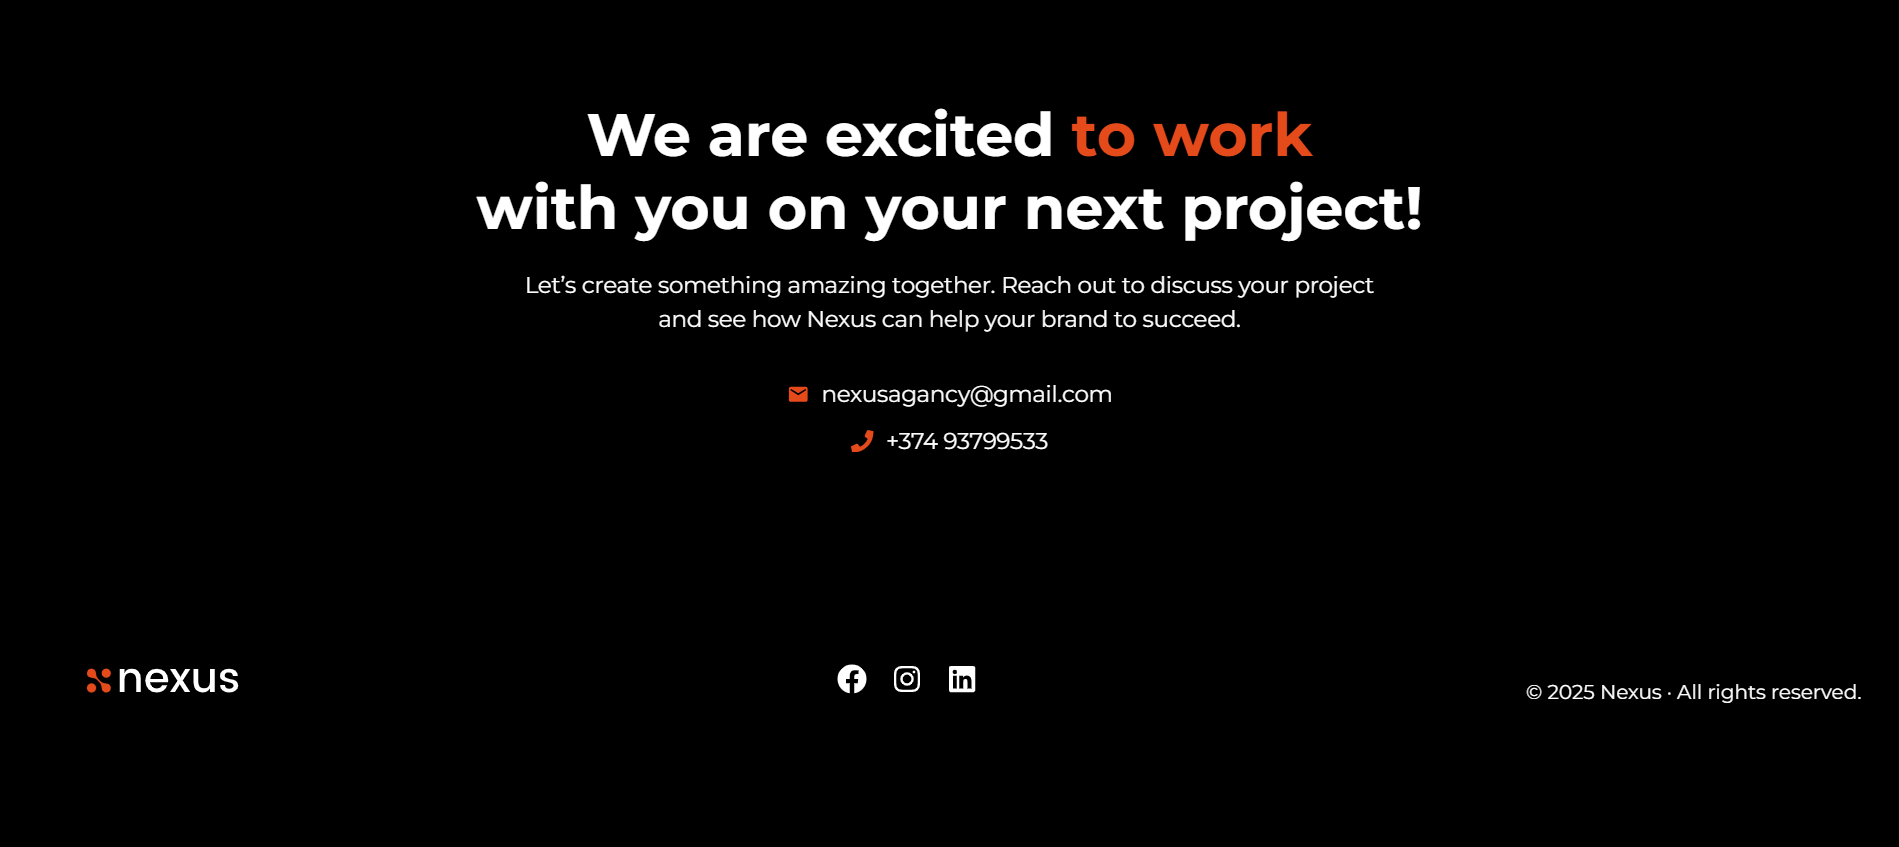 We are excited to work
with you on your next project!
Let’s create something amazing together. Reach out to discuss your project
and see how Nexus can help your brand to succeed.
nexusagancy@gmail.com
+374 93799533
nexus
© 2025 Nexus · All rights reserved.